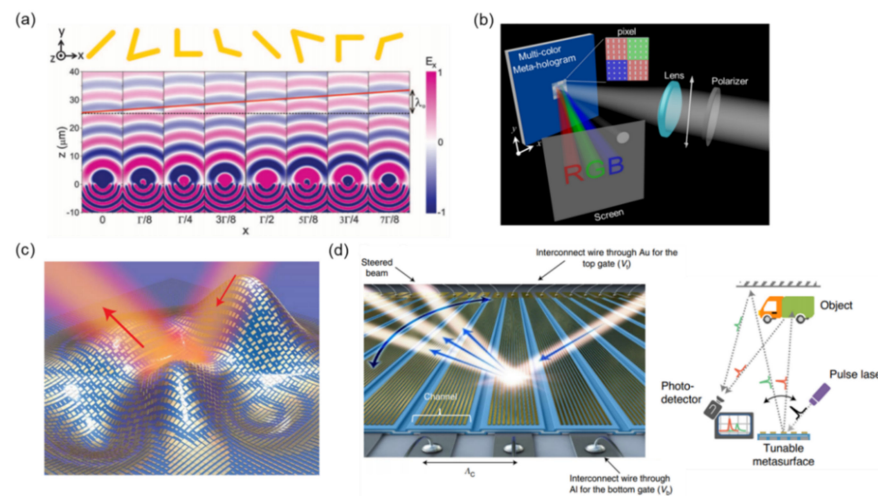 (a)
y
z
x
40
30
20
10
0
-10
z (μm)
λ₀
Eₓ
1
0
-1
0
Γ/8
Γ/4
3Γ/8
Γ/2
5Γ/8
3Γ/4
7Γ/8
x
(b)
Multi-color
Meta-hologram
pixel
Lens
Polarizer
y
x
RGB
Screen
(c)
(d)
Steered
beam
Interconnect wire through Au for the
top gate (Vₜ)
Channel
Λ_C
Interconnect wire through
Al for the bottom gate (V_b)
Object
Photo-
detector
Pulse lase
Tunable
metasurface